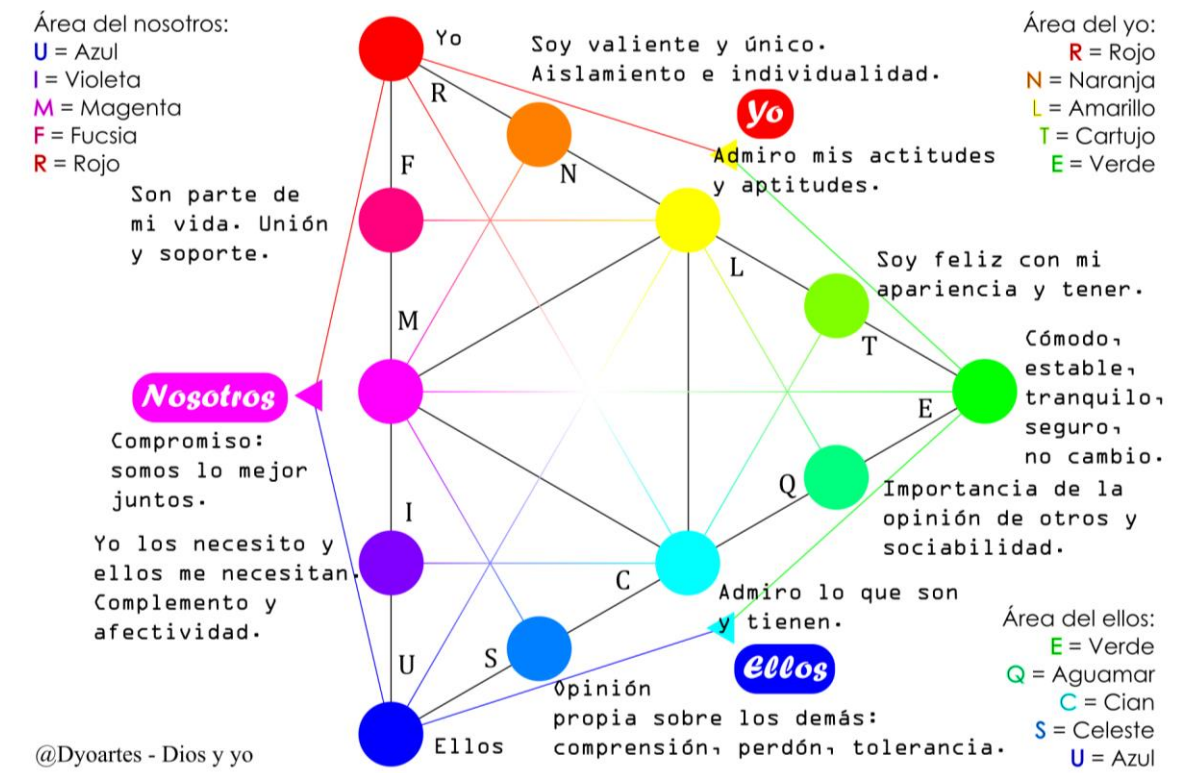 Área del nosotros:
U = Azul
I = Violeta
M = Magenta
F = Fucsia
R = Rojo
Yo
R
Soy valiente y único.
Aislamiento e individualidad.
Área del yo:
R = Rojo
N = Naranja
L = Amarillo
T = Cartujo
E = Verde
Yo
Admiro mis actitudes
y aptitudes.
N
F
Son parte de
mi vida. Unión
y soporte.
L
Soy feliz con mi
apariencia y tener.
T
M
Nosotros
Compromiso:
somos lo mejor
juntos.
E
Cómodo,
estable,
tranquilo,
seguro,
no cambio.
Q
Importancia de la
opinión de otros y
sociabilidad.
I
Yo los necesito y
ellos me necesitan.
Complemento y
afectividad.
C
Admiro lo que son
y tienen.
Ellos
S
Opinión
propia sobre los demás:
comprensión, perdón, tolerancia.
U
Ellos
Área del ellos:
E = Verde
Q = Aguamar
C = Cian
S = Celeste
U = Azul
@Dyoartes - Dios y yo